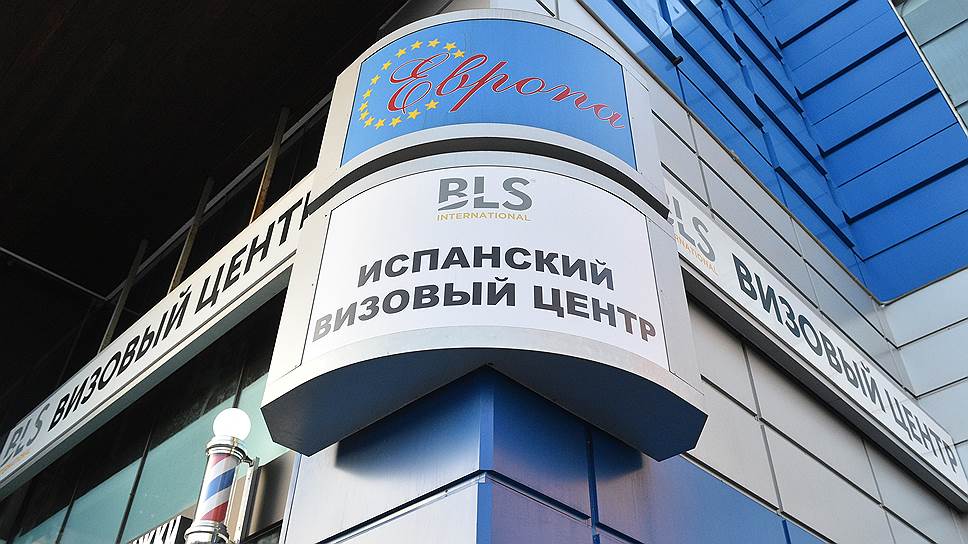 Европа
BLS
INTERNATIONAL
ИСПАНСКИЙ
ВИЗОВЫЙ ЦЕНТР
BLS ВИЗОВЫЙ ЦЕНТР
BLS
ВИЗОВЫЙ ЦЕНТР